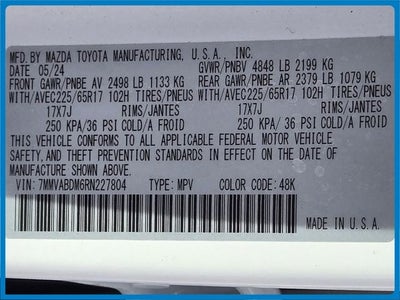 MFD. BY MAZDA TOYOTA MANUFACTURING, U.S.A., INC.
DATE 05/24 GVWR/PNBV 4848 LB 2199 KG
FRONT GAWR/PNBE AV 2498 LB 1133 KG REAR GAWR/PNBE AR 2379 LB 1079 KG
WITH/AVEC225/65R17 102H TIRES/PNEUS WITH/AVEC225/65R17 102H TIRES/PNEUS
17X7J RIMS/JANTES 17X7J RIMS/JANTES
250 KPA/36 PSI COLD/A FROID 250 KPA/36 PSI COLD/A FROID
THIS VEHICLE CONFORMS TO ALL APPLICABLE FEDERAL MOTOR VEHICLE
SAFETY, AND THEFT PREVENTION STANDARDS IN EFFECT ON THE DATE OF
MANUFACTURE SHOWN ABOVE.
VIN: 7MMVABDM6RN227804 TYPE: MPV COLOR CODE: 48K
MADE IN U.S.A.